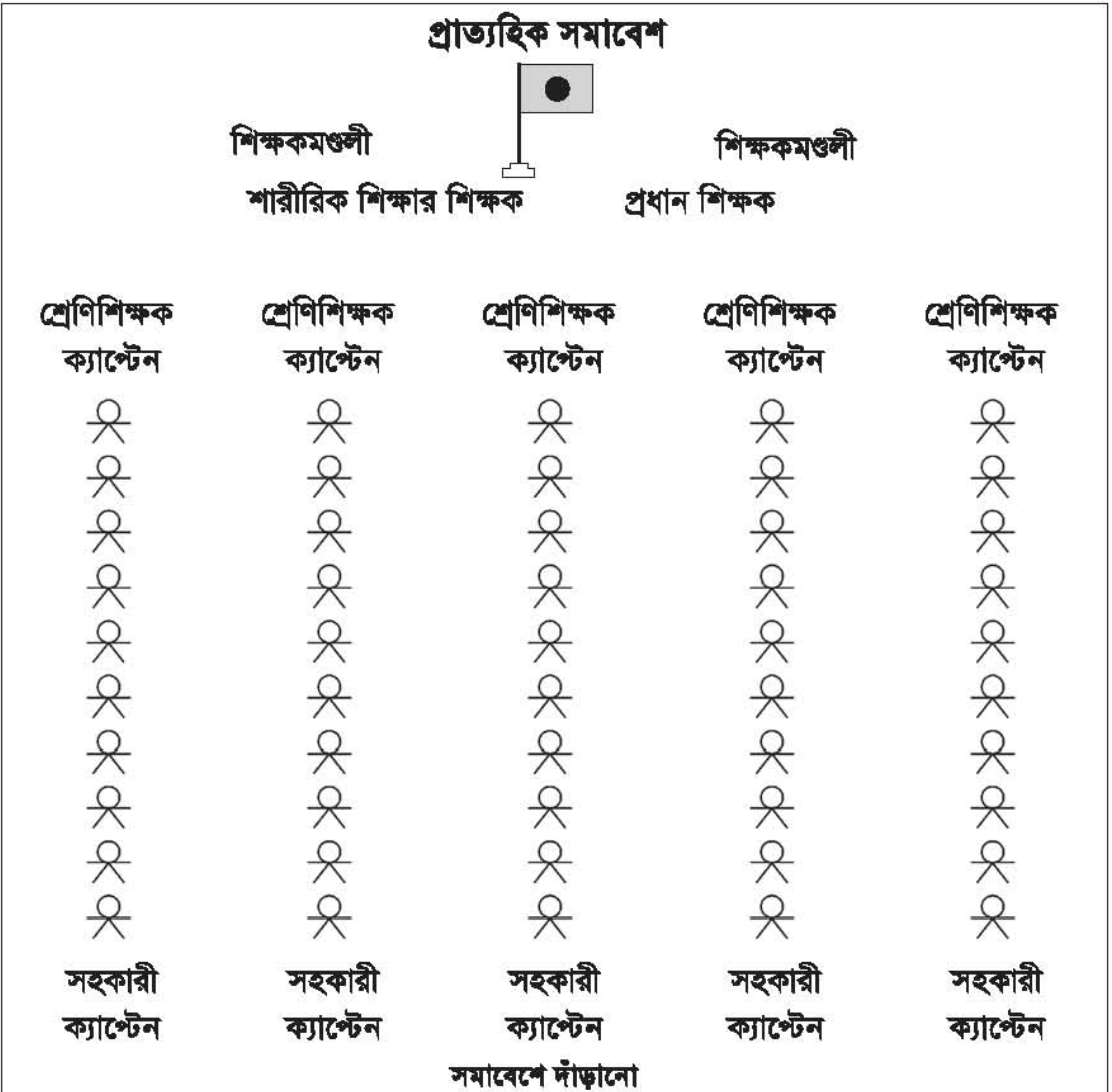 প্রাত্যহিক সমাবেশ
শিক্ষকমণ্ডলী শিক্ষকমণ্ডলী
শারীরিক শিক্ষার শিক্ষক প্রধান শিক্ষক
শ্রেণিশিক্ষক শ্রেণিশিক্ষক শ্রেণিশিক্ষক শ্রেণিশিক্ষক শ্রেণিশিক্ষক
ক্যাপ্টেন ক্যাপ্টেন ক্যাপ্টেন ক্যাপ্টেন ক্যাপ্টেন
সহকারী সহকারী সহকারী সহকারী সহকারী
ক্যাপ্টেন ক্যাপ্টেন ক্যাপ্টেন ক্যাপ্টেন ক্যাপ্টেন
সমাবেশে দাঁড়ানো